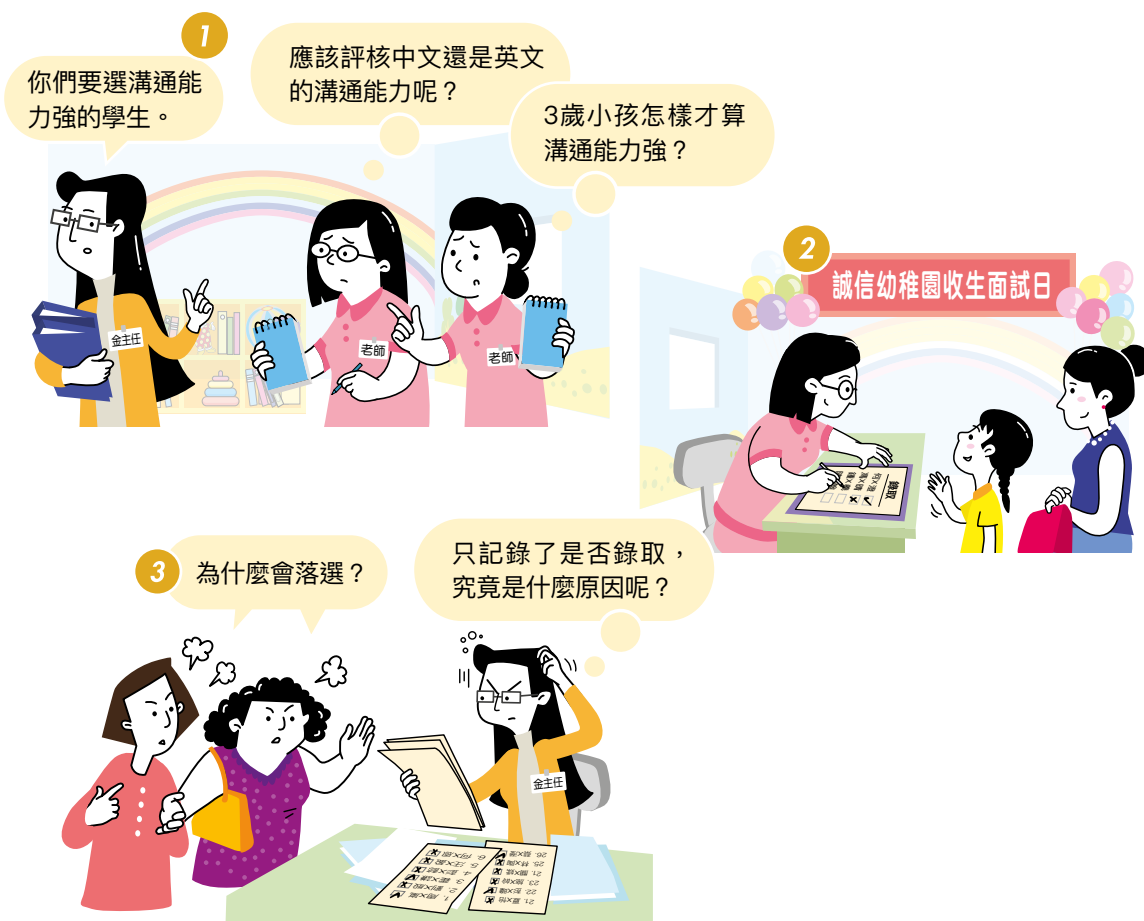 1
你們要選溝通能
力強的學生。
應該評核中文還是英文
的溝通能力呢？
3歲小孩怎樣才算
溝通能力強？
金主任
老師
老師
2
誠信幼稚園收生面試日
錄取
3
為什麼會落選？
只記錄了是否錄取，
究竟是什麼原因呢？
金主任